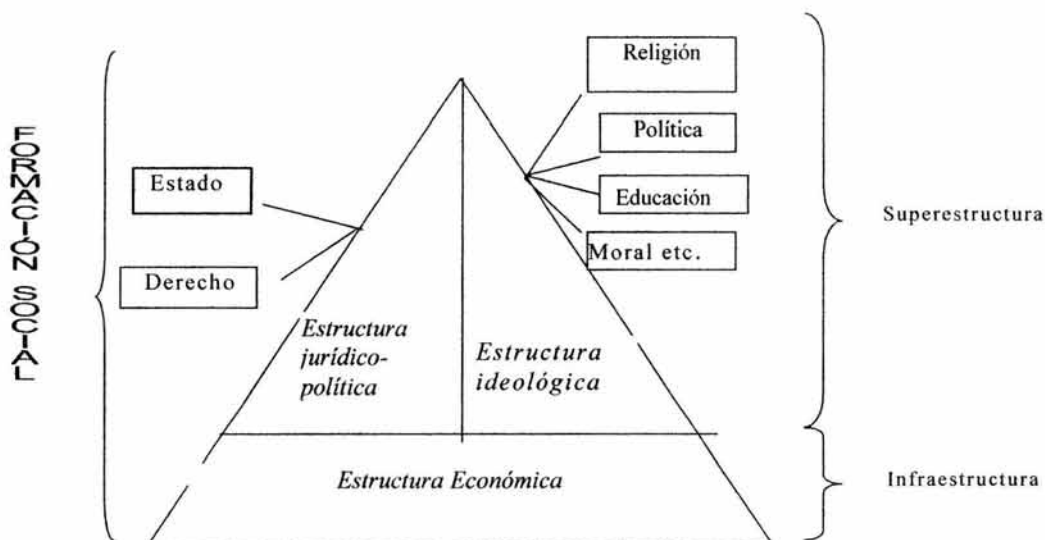 FORMACIÓN SOCIAL
Religión
Política
Estado
Educación
Superestructura
Moral etc.
Derecho
Estructura
jurídico-
política
Estructura
ideológica
Estructura Económica
Infraestructura